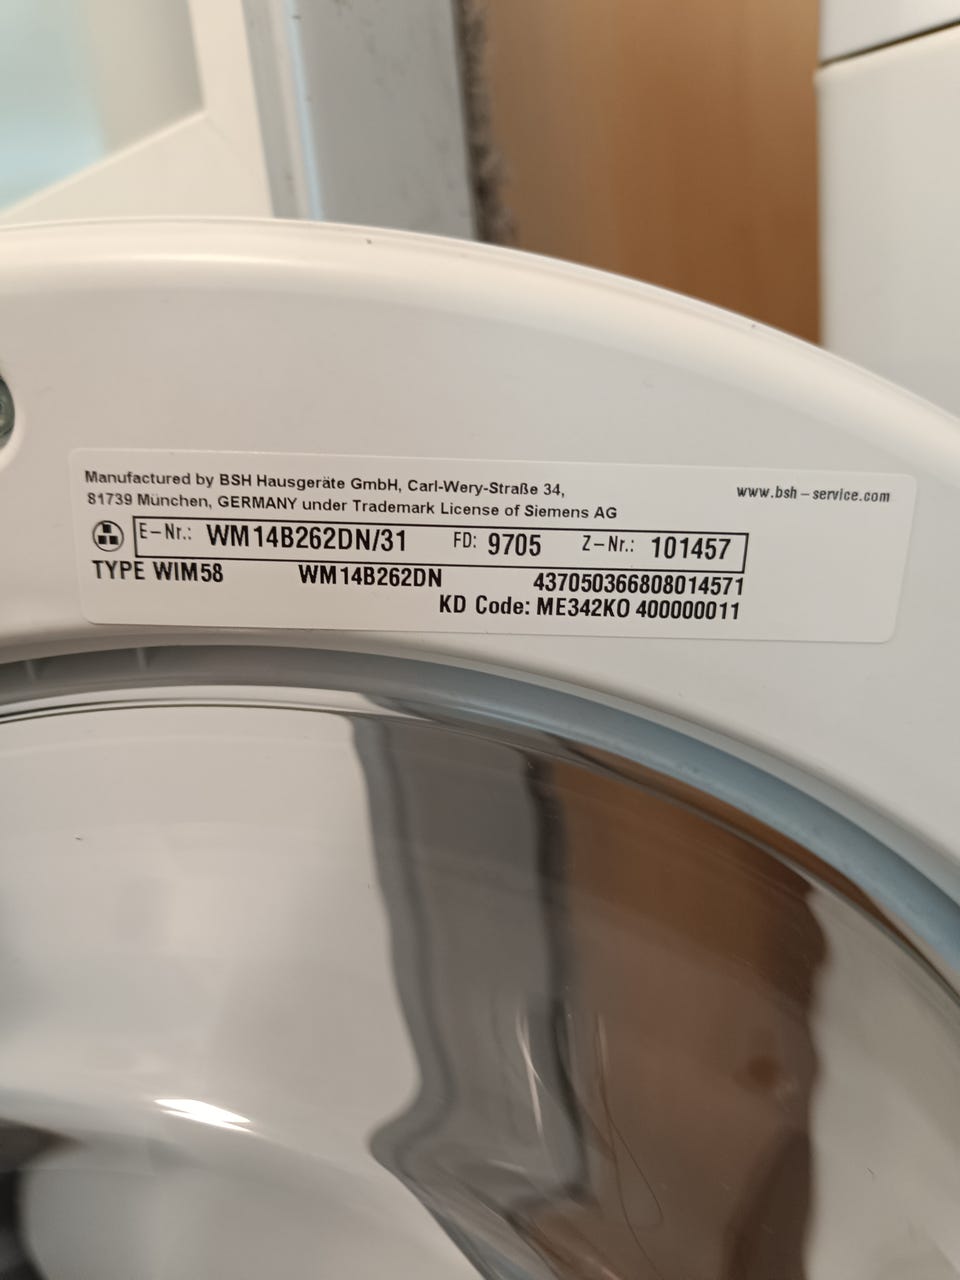 Manufactured by BSH Hausgeräte GmbH, Carl-Wery-Straße 34,
81739 München, GERMANY under Trademark License of Siemens AG
www.bsh-service.com
E-Nr.: WM14B262DN/31 FD: 9705 Z-Nr.: 101457
TYPE WIM58 WM14B262DN 437050366808014571
KD Code: ME342KO 400000011